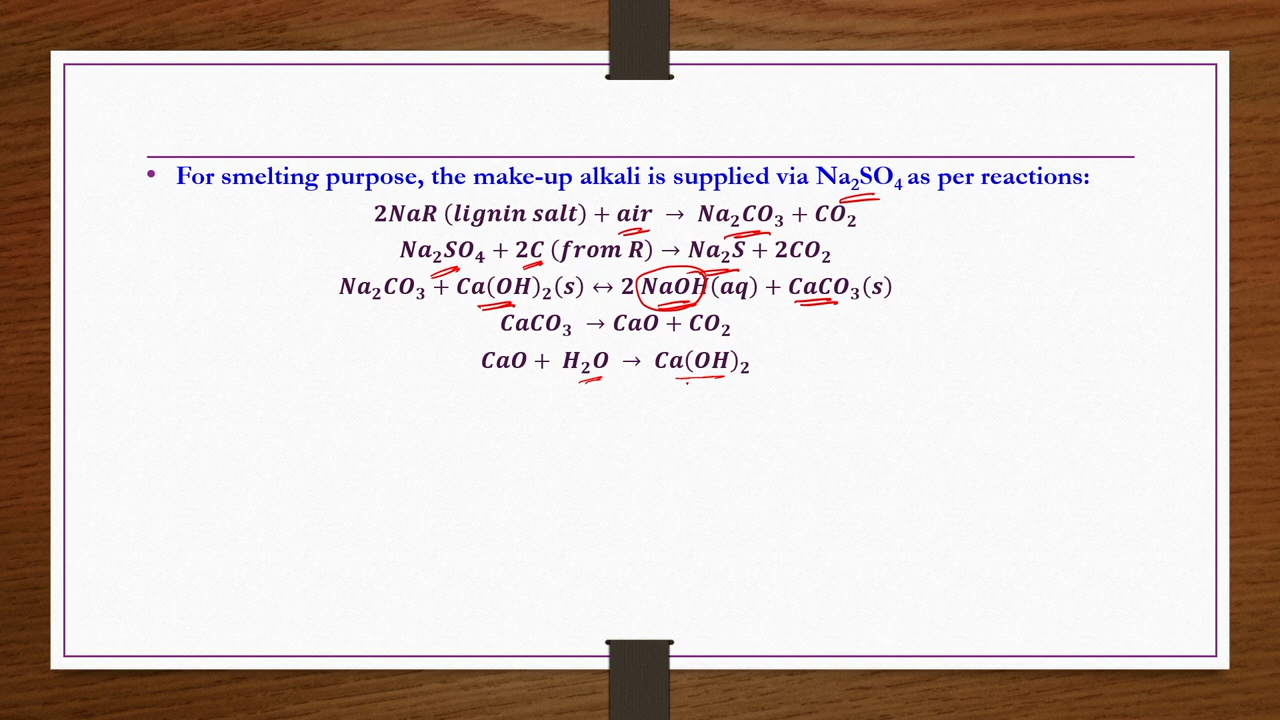 • For smelting purpose, the make-up alkali is supplied via Na₂SO₄ as per reactions:
2NaR (lignin salt) + air → Na₂CO₃ + CO₂
Na₂SO₄ + 2C (from R) → Na₂S + 2CO₂
Na₂CO₃ + Ca(OH)₂(s) ↔ 2 NaOH(aq) + CaCO₃(s)
CaCO₃ → CaO + CO₂
CaO + H₂O → Ca(OH)₂